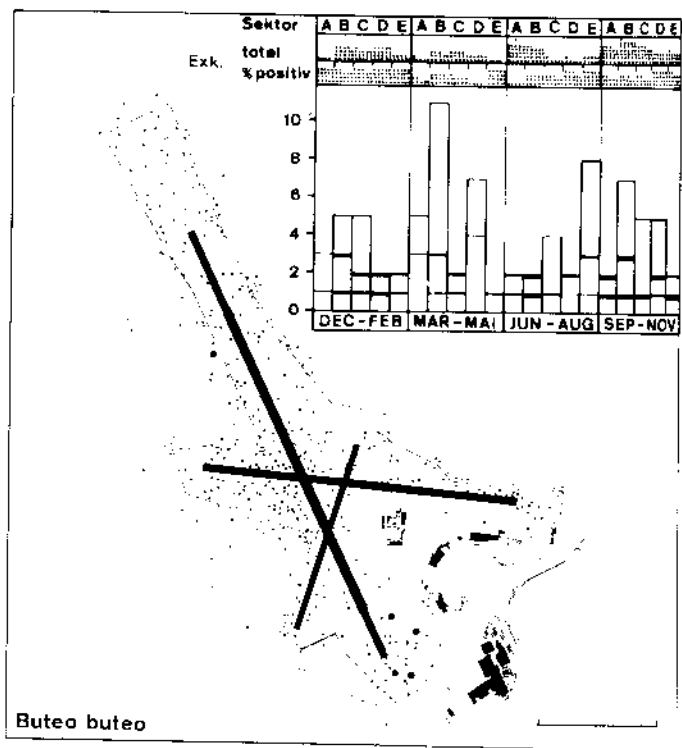 Sektor A B C D E A B C D E A B C D E A B C D E
Exk. total
% positiv
10
8
6
4
2
0
DEC-FEB MAR-MAI JUN-AUG SEP-NOV
Buteo buteo